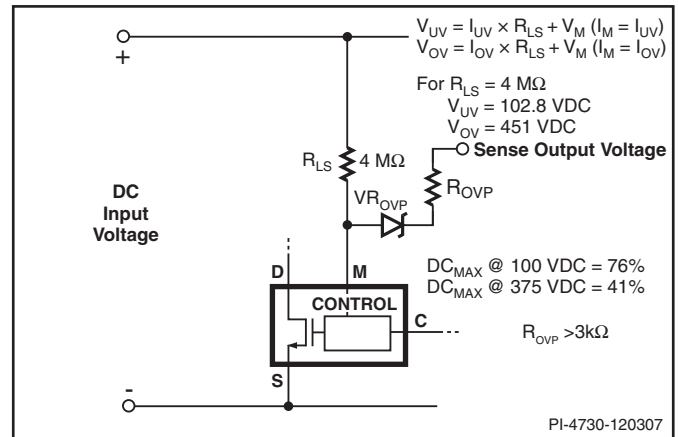 V_UV = I_UV × R_LS + V_M (I_M = I_UV)
V_OV = I_OV × R_LS + V_M (I_M = I_OV)
For R_LS = 4 MΩ
V_UV = 102.8 VDC
V_OV = 451 VDC
Sense Output Voltage
+
R_LS
4 MΩ
R_OVP
VR_OVP
DC
Input
Voltage
D
M
DC_MAX @ 100 VDC = 76%
DC_MAX @ 375 VDC = 41%
CONTROL
C
R_OVP >3kΩ
S
-
PI-4730-120307